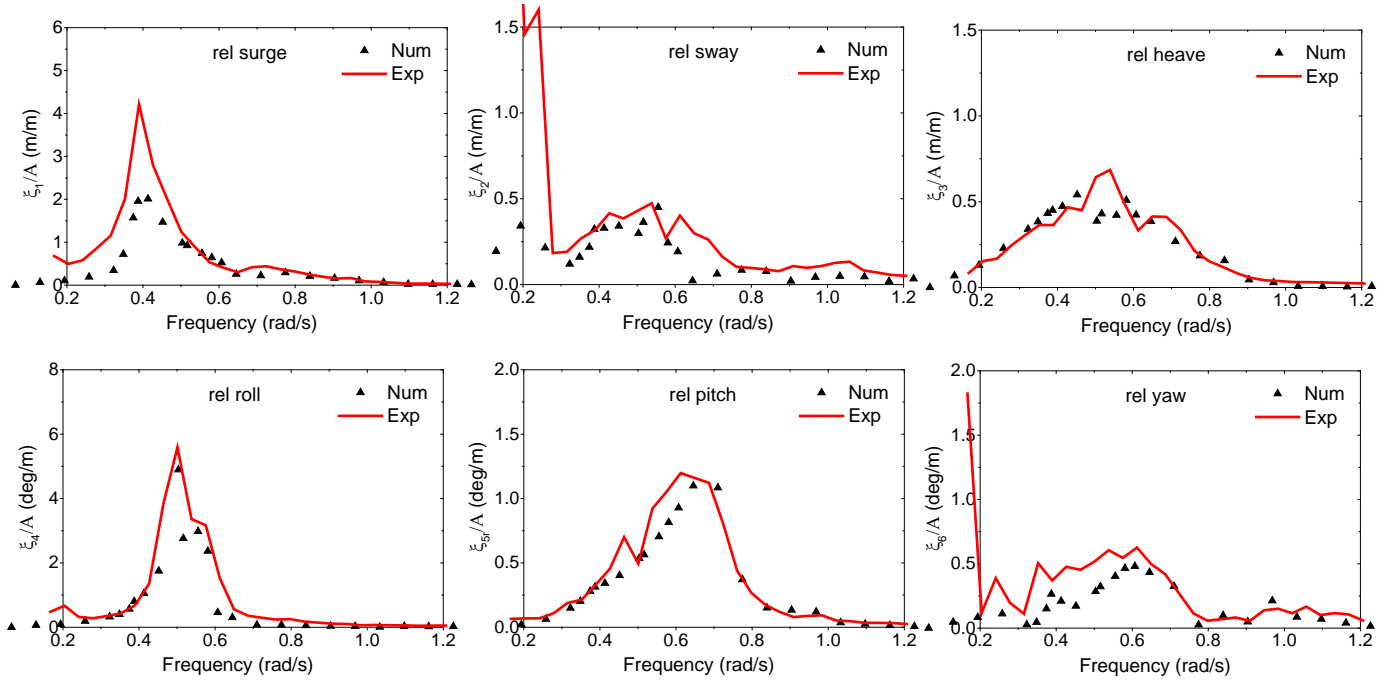 rel surge
Num
Exp
ξ1/A (m/m)
6
5
4
3
2
1
0
0.2 0.4 0.6 0.8 1.0 1.2
Frequency (rad/s)
rel sway
Num
Exp
ξ2/A (m/m)
1.5
1.0
0.5
0.0
0.2 0.4 0.6 0.8 1.0 1.2
Frequency (rad/s)
rel heave
Num
Exp
ξ3/A (m/m)
1.5
1.0
0.5
0.0
0.2 0.4 0.6 0.8 1.0 1.2
Frequency (rad/s)
rel roll
Num
Exp
ξ4/A (deg/m)
8
6
4
2
0
0.2 0.4 0.6 0.8 1.0 1.2
Frequency (rad/s)
rel pitch
Num
Exp
ξ5r/A (deg/m)
2.0
1.5
1.0
0.5
0.0
0.2 0.4 0.6 0.8 1.0 1.2
Frequency (rad/s)
rel yaw
Num
Exp
ξ6/A (deg/m)
2.0
1.5
1.0
0.5
0.0
0.2 0.4 0.6 0.8 1.0 1.2
Frequency (rad/s)